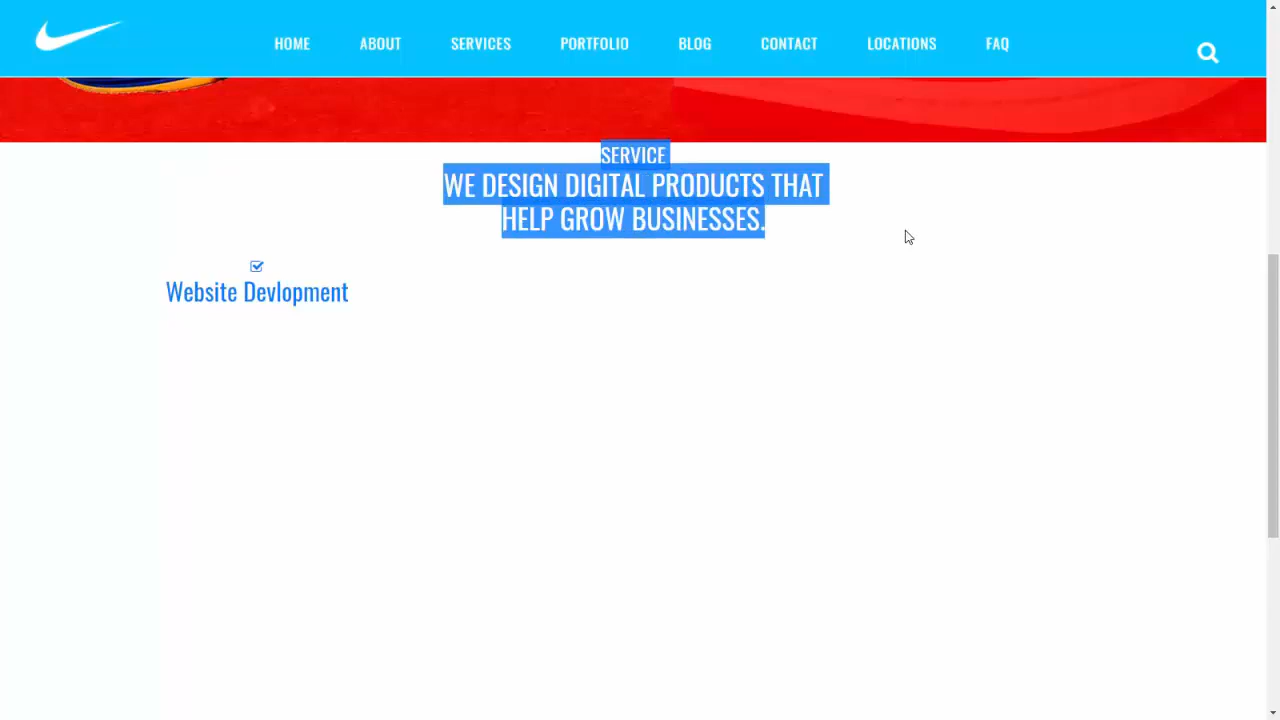 HOME ABOUT SERVICES PORTFOLIO BLOG CONTACT LOCATIONS FAQ
SERVICE
WE DESIGN DIGITAL PRODUCTS THAT
HELP GROW BUSINESSES.
Website Devlopment